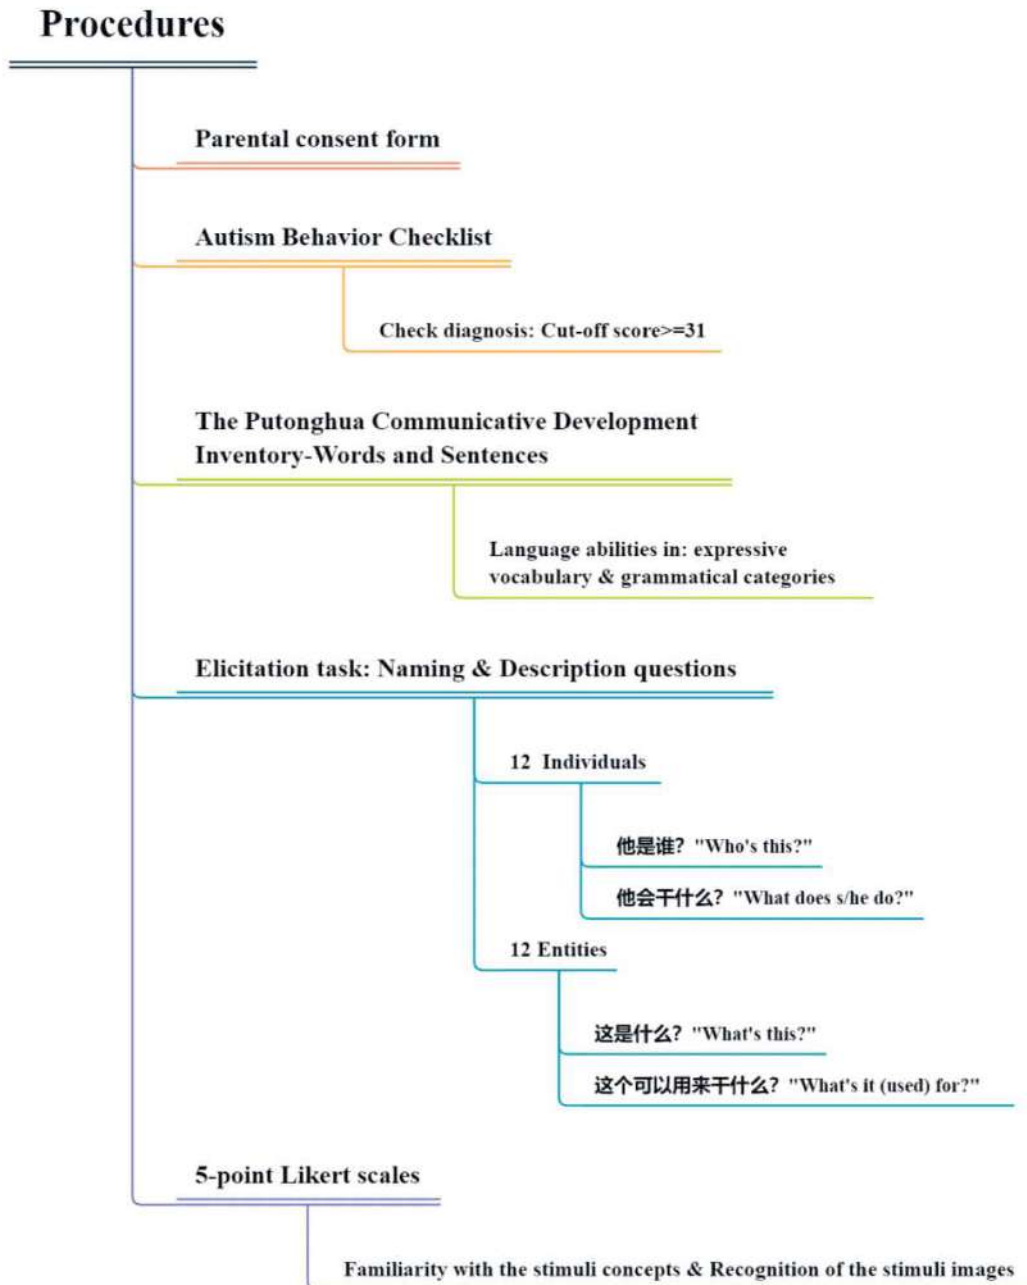 Procedures
Parental consent form
Autism Behavior Checklist
Check diagnosis: Cut-off score>=31
The Putonghua Communicative Development
Inventory-Words and Sentences
Language abilities in: expressive
vocabulary & grammatical categories
Elicitation task: Naming & Description questions
12 Individuals
他是谁？"Who's this?"
他会干什么？"What does s/he do?"
12 Entities
这是什么？"What's this?"
这个可以用来干什么？"What's it (used) for?"
5-point Likert scales
Familiarity with the stimuli concepts & Recognition of the stimuli images